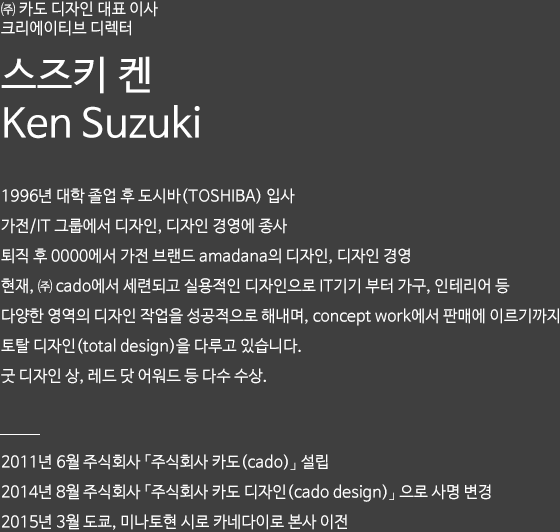 ㈜ 카도 디자인 대표 이사
크리에이티브 디렉터
스즈키 켄
Ken Suzuki
1996년 대학 졸업 후 도시바(TOSHIBA) 입사
가전/IT 그룹에서 디자인, 디자인 경영에 종사
퇴직 후 0000에서 가전 브랜드 amadana의 디자인, 디자인 경영
현재, ㈜ cado에서 세련되고 실용적인 디자인으로 IT기기 부터 가구, 인테리어 등
다양한 영역의 디자인 작업을 성공적으로 해내며, concept work에서 판매에 이르기까지
토탈 디자인(total design)을 다루고 있습니다.
굿 디자인 상, 레드 닷 어워드 등 다수 수상.
2011년 6월 주식회사 「주식회사 카도(cado)」 설립
2014년 8월 주식회사 「주식회사 카도 디자인(cado design)」 으로 사명 변경
2015년 3월 도쿄, 미나토현 시로 카네다이로 본사 이전